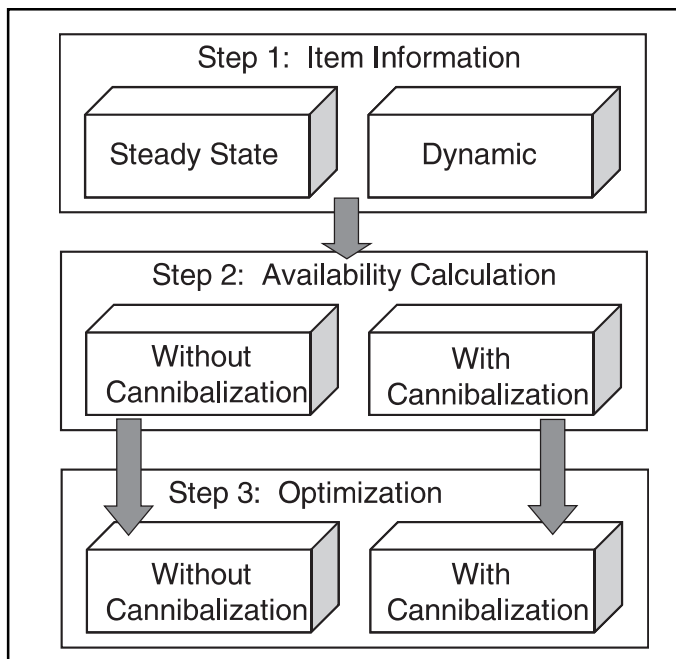 Step 1: Item Information
Steady State
Dynamic
Step 2: Availability Calculation
Without
Cannibalization
With
Cannibalization
Step 3: Optimization
Without
Cannibalization
With
Cannibalization